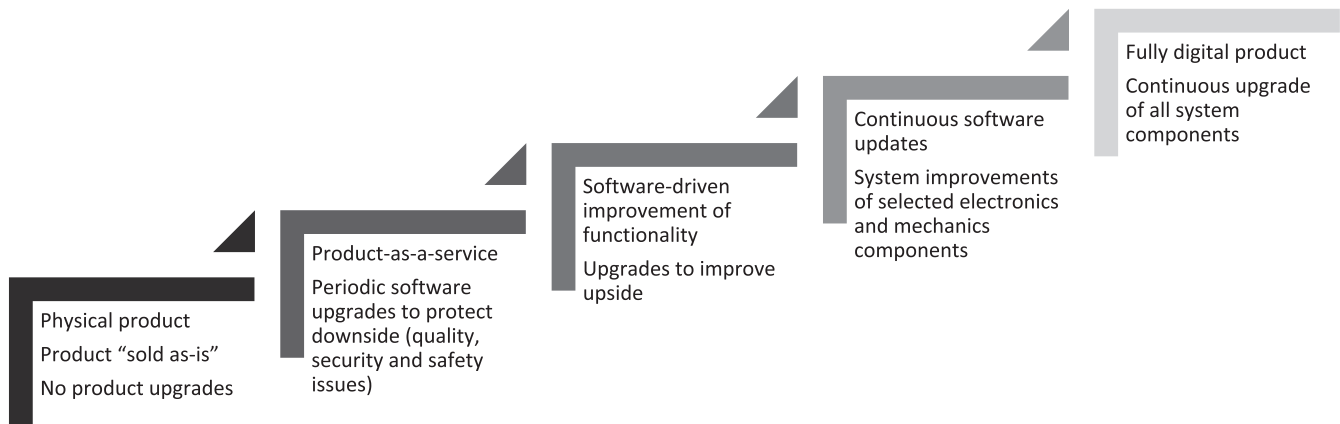 Physical product
Product “sold as-is”
No product upgrades
Product-as-a-service
Periodic software
upgrades to protect
downside (quality,
security and safety
issues)
Software-driven
improvement of
functionality
Upgrades to improve
upside
Continuous software
updates
System improvements
of selected electronics
and mechanics
components
Fully digital product
Continuous upgrade
of all system
components